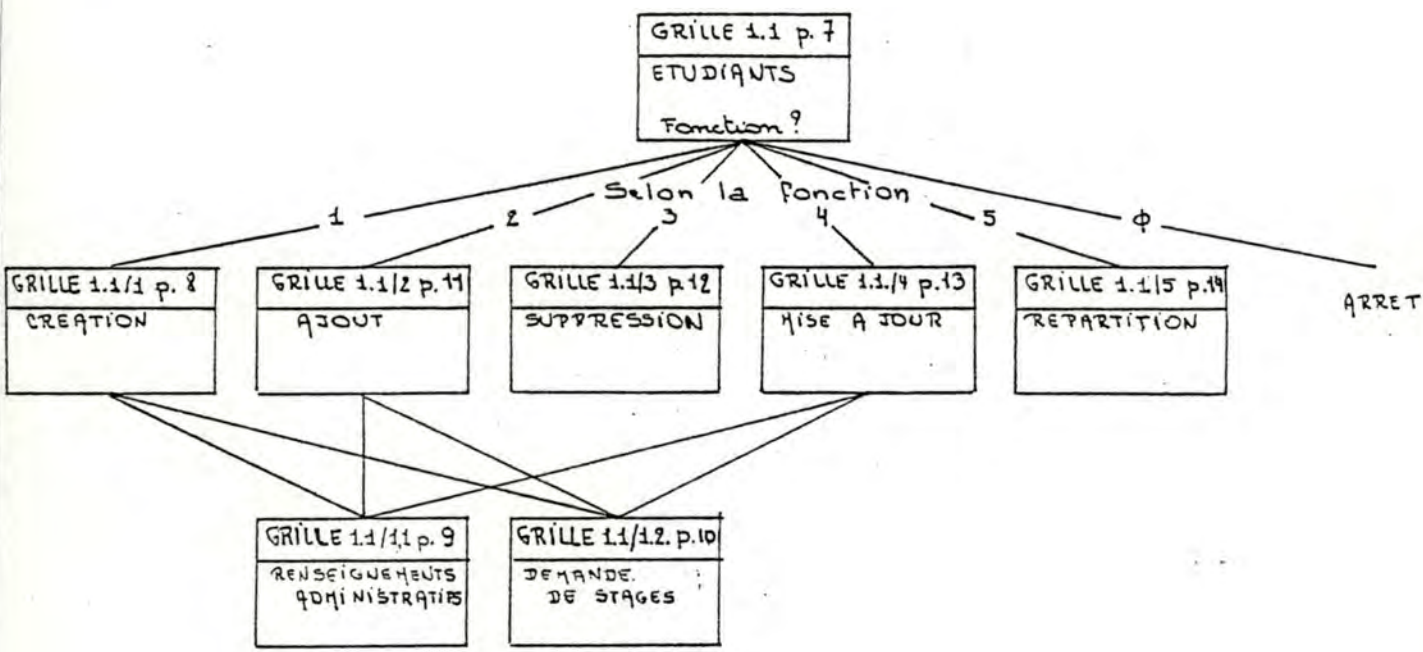 GRILLE 1.1 p. 7
ETUDIANTS
Fonction?
Selon la fonction
1 2 3 4 5 ф
GRILLE 1.1/1 p. 8
CREATION
GRILLE 1.1/2 p. 11
AJOUT
GRILLE 1.1/3 p.12
SUPPRESSION
GRILLE 1.1./4 p.13
MISE A JOUR
GRILLE 1.1/5 p.14
REPARTITION
ARRET
GRILLE 1.1/1,1 p. 9
RENSEIGNEMENTS
ADMINISTRATIFS
GRILLE 1.1/1.2. p.10
DEMANDE.
DE STAGES